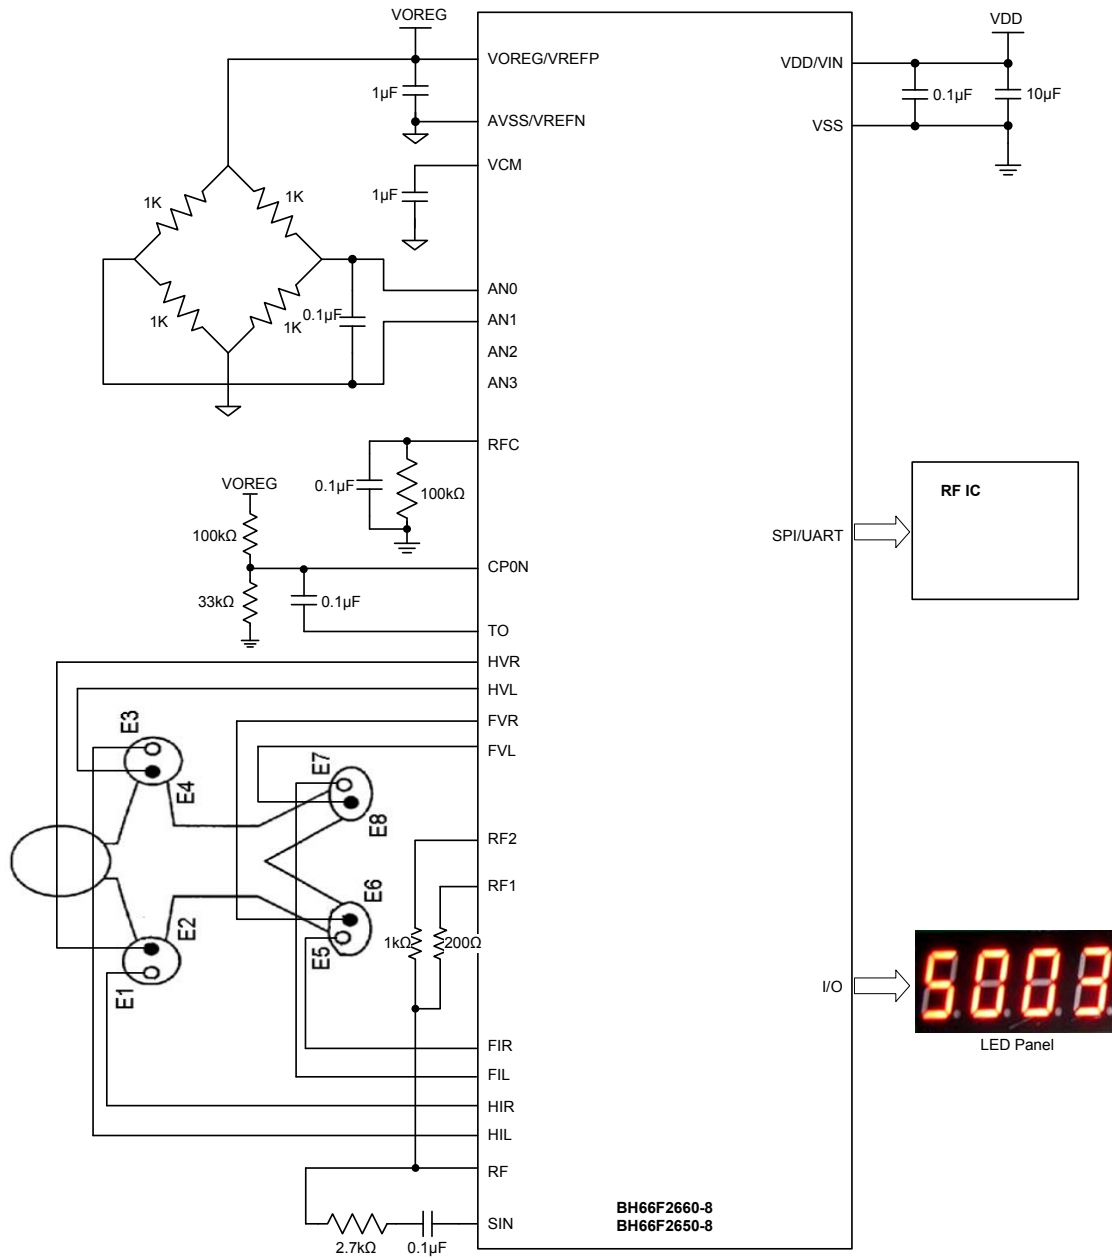 VOREG
VDD
VOREG/VREFP
VDD/VIN
1µF
0.1µF
10µF
AVSS/VREFN
VSS
VCM
1µF
1K
1K
AN0
0.1µF
1K
1K
AN1
AN2
AN3
RFC
0.1µF
100kΩ
VOREG
RF IC
100kΩ
SPI/UART
CP0N
33kΩ
0.1µF
TO
HVR
HVL
E3
FVR
E4
FVL
E7
E8
RF2
E6
RF1
E2
1kΩ
200Ω
E5
E1
I/O
5003
LED Panel
FIR
FIL
HIR
HIL
RF
BH66F2660-8
BH66F2650-8
SIN
2.7kΩ
0.1µF